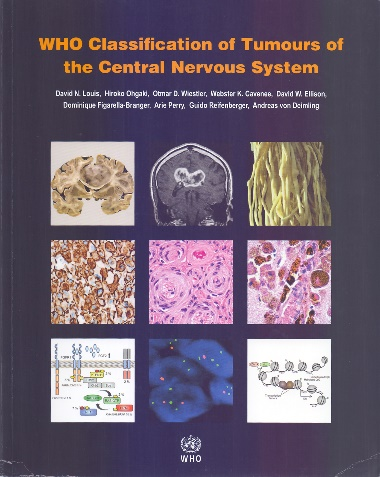 WHO Classification of Tumours of
the Central Nervous System
David N. Louis, Hiroko Ohgaki, Otmar D. Wiestler, Webster K. Cavenee, David W. Ellison,
Dominique Figarella-Branger, Arie Perry, Guido Reifenberger, Andreas von Deimling
WHO